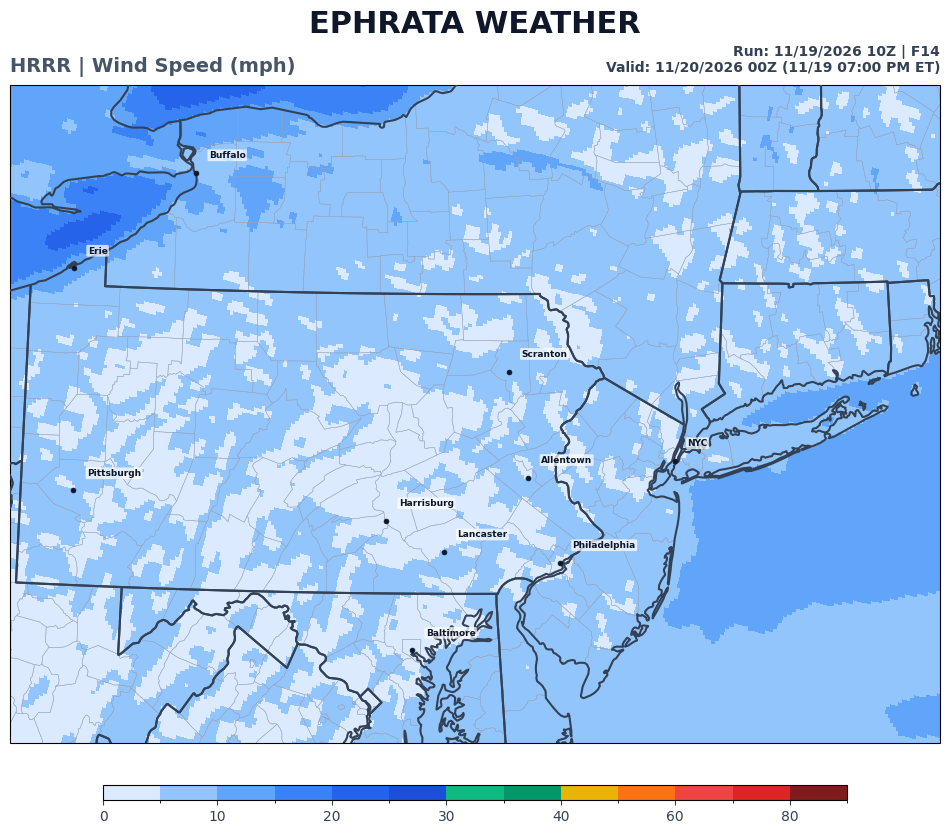 EPHRATA WEATHER
HRRR | Wind Speed (mph)
Run: 11/19/2026 10Z | F14
Valid: 11/20/2026 00Z (11/19 07:00 PM ET)
Buffalo
Erie
Scranton
NYC
Allentown
Pittsburgh
Harrisburg
Lancaster
Philadelphia
Baltimore
0 10 20 30 40 60 80